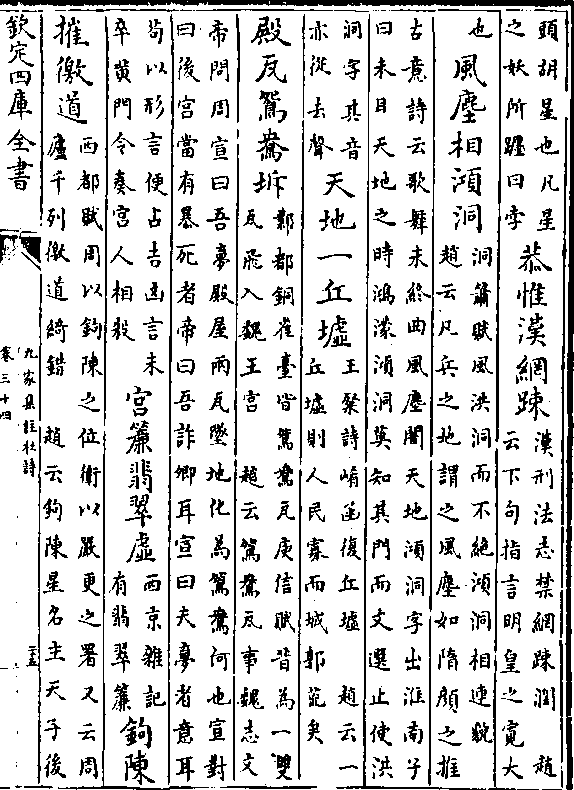 頭胡星也凡星
之妖所躔曰孛
恭惟漢網踈
漢刑法志禁網踈濶 趙
云下句指言明皇之寛大
也
風塵相澒洞
洞簫賦風洪洞而不絶澒洞相連貌
趙云凡兵之地謂之風塵如隋顔之推
古意詩云歌舞未終曲風塵闇天地澒洞字出淮南子
曰未目天地之時鴻濛澒洞莫知其門而文選止使洪
洞字其音
亦從去聲
天地一丘墟
王粲詩崤函復丘墟 趙云一
丘墟則人民寡而城郭荒矣
殿瓦鴛鴦坼
鄴都銅雀臺皆鴛鴦瓦庾信賦昔為一雙
瓦飛入魏王宫 趙云鴛鴦瓦事魏志文
帝問周宣曰吾夢殿屋兩瓦墜地化為鴛鴦何也宣對
曰後宫當有暴死者帝曰吾詐卿耳宣曰夫夢者意耳
茍以形言便占吉凶言未
卒黄門令奏宫人相殺
宫簾翡翠虚
西京雜記
有翡翠簾
鈎陳
摧徼道
西都賦周以鈎陳之位衛以嚴更之署又云周
廬千列徼道綺錯 趙云鈎陳星名主天子後
欽定四庫全書
九家集註杜詩
卷三十四